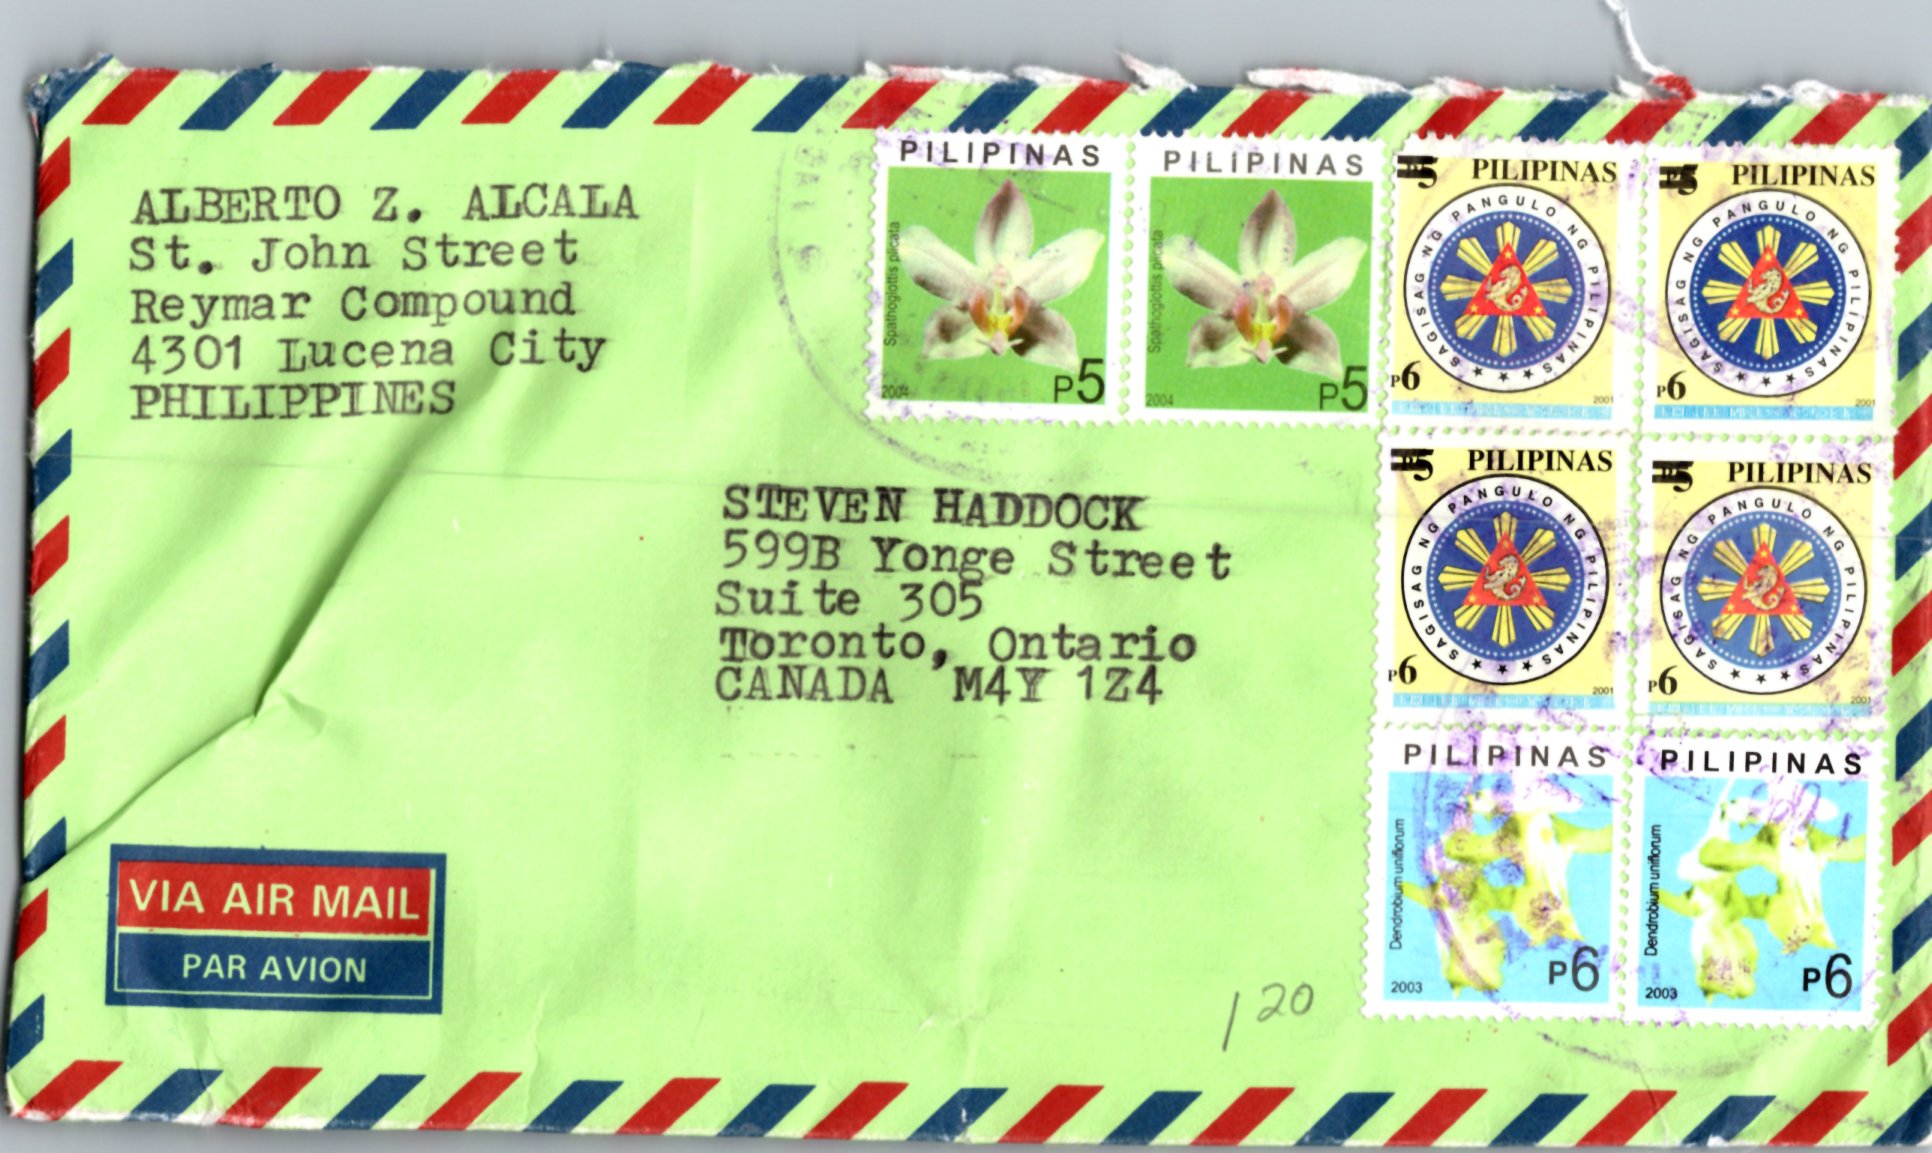 ALBERTO Z. ALCALA
St. John Street
Reymar Compound
4301 Lucena City
PHILIPPINES
PILIPINAS
Spathoglottis plicata
2004
P5
PILIPINAS
Spathoglottis plicata
2004
P5
P5 PILIPINAS
SAGISAG NG PANGULO NG PILIPINAS
P6
2001
P5 PILIPINAS
SAGISAG NG PANGULO NG PILIPINAS
P6
2001
STEVEN HADDOCK
599B Yonge Street
Suite 305
Toronto, Ontario
CANADA M4Y 1Z4
P5 PILIPINAS
SAGISAG NG PANGULO NG PILIPINAS
P6
2001
P5 PILIPINAS
SAGISAG NG PANGULO NG PILIPINAS
P6
2001
PILIPINAS
Dendrobium uniflorum
2003
P6
PILIPINAS
Dendrobium uniflorum
2003
P6
VIA AIR MAIL
PAR AVION
120